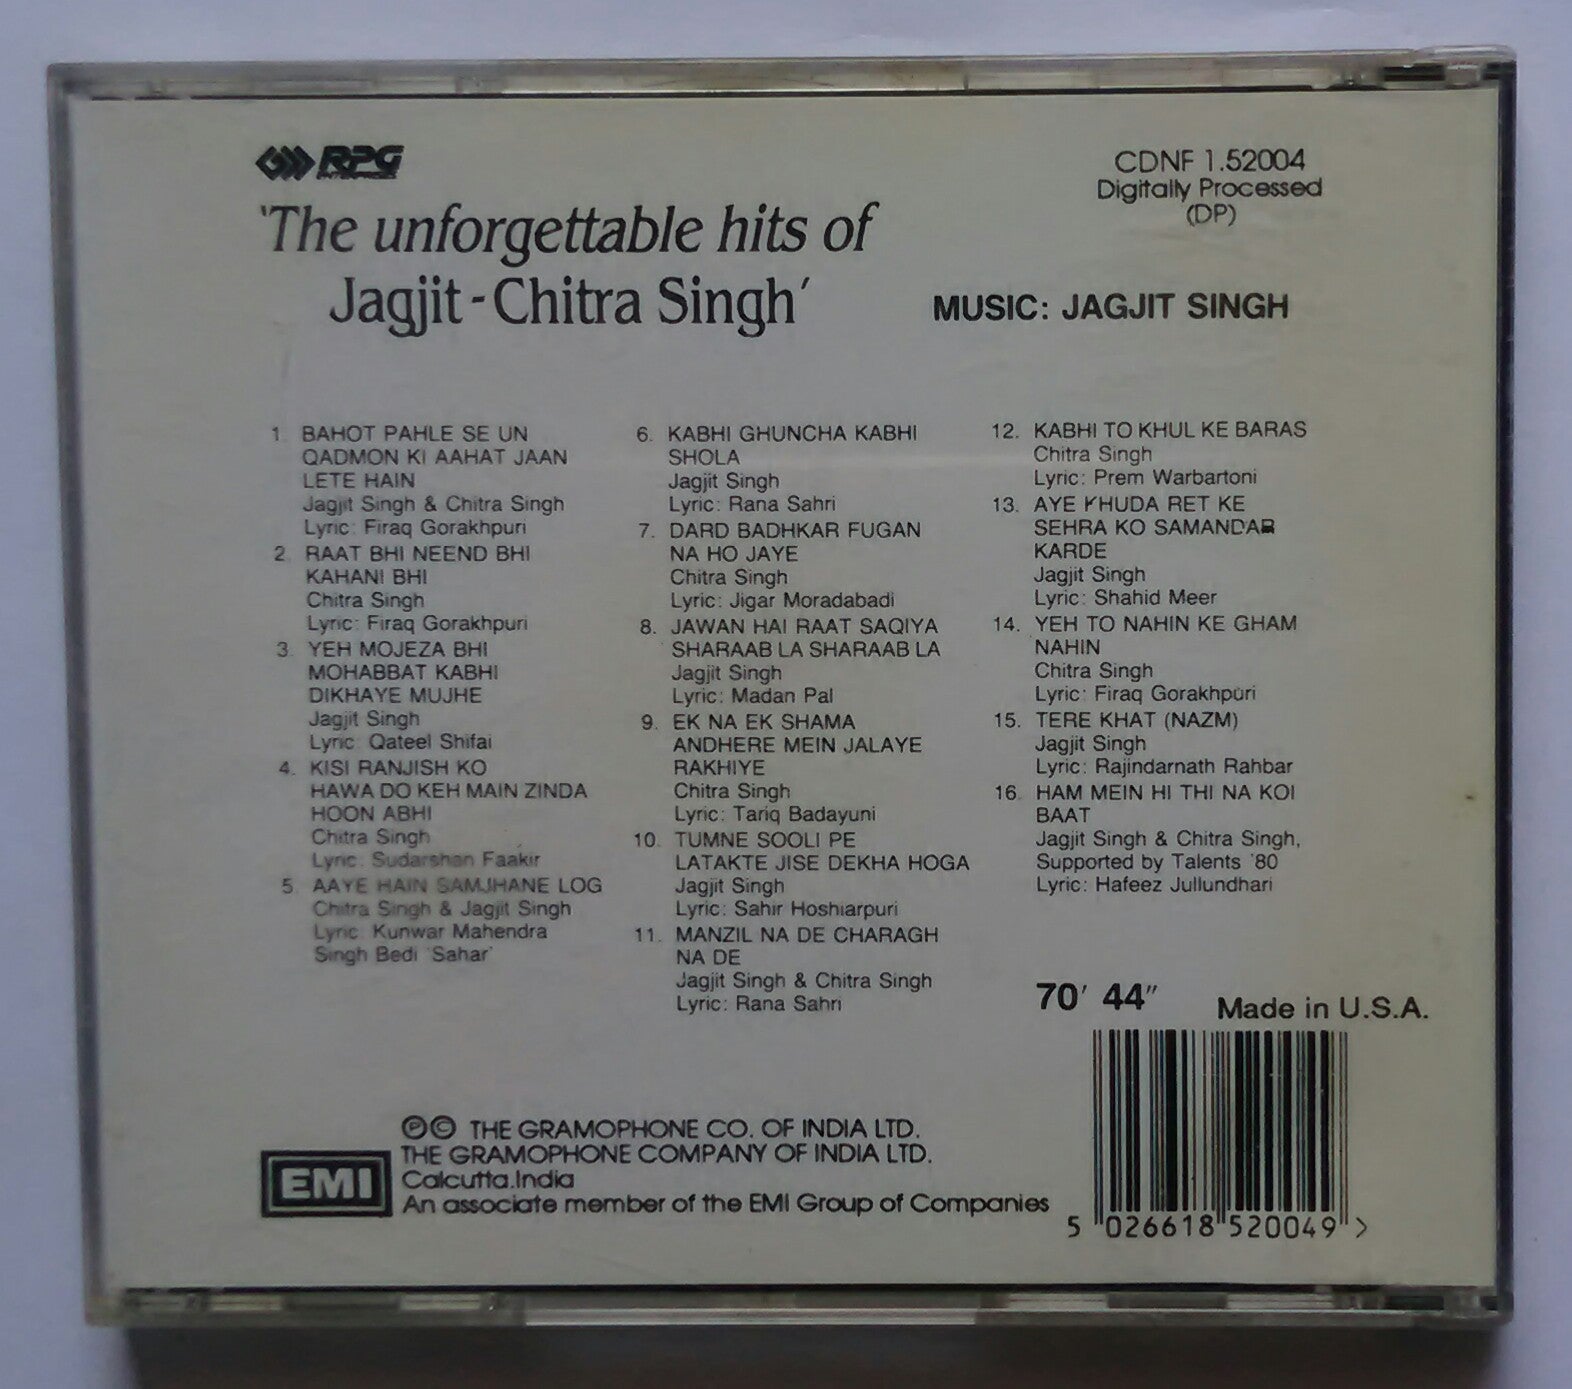 RPG
CDNF 1.52004
Digitally Processed
(DP)
'The unforgettable hits of
Jagjit - Chitra Singh'
MUSIC: JAGJIT SINGH
1. BAHOT PAHLE SE UN
QADMON KI AAHAT JAAN
LETE HAIN
Jagjit Singh & Chitra Singh
Lyric: Firaq Gorakhpuri
2. RAAT BHI NEEND BHI
KAHANI BHI
Chitra Singh
Lyric: Firaq Gorakhpuri
3. YEH MOJEZA BHI
MOHABBAT KABHI
DIKHAYE MUJHE
Jagjit Singh
Lyric: Qateel Shifai
4. KISI RANJISH KO
HAWA DO KEH MAIN ZINDA
HOON ABHI
Chitra Singh
Lyric: Sudarshan Faakir
5. AAYE HAIN SAMJHANE LOG
Chitra Singh & Jagjit Singh
Lyric: Kunwar Mahendra
Singh Bedi 'Sahar'
6. KABHI GHUNCHA KABHI
SHOLA
Jagjit Singh
Lyric: Rana Sahri
7. DARD BADHKAR FUGAN
NA HO JAYE
Chitra Singh
Lyric: Jigar Moradabadi
8. JAWAN HAI RAAT SAQIYA
SHARAAB LA SHARAAB LA
Jagjit Singh
Lyric: Madan Pal
9. EK NA EK SHAMA
ANDHERE MEIN JALAYE
RAKHIYE
Chitra Singh
Lyric: Tariq Badayuni
10. TUMNE SOOLI PE
LATAKTE JISE DEKHA HOGA
Jagjit Singh
Lyric: Sahir Hoshiarpuri
11. MANZIL NA DE CHARAGH
NA DE
Jagjit Singh & Chitra Singh
Lyric: Rana Sahri
12. KABHI TO KHUL KE BARAS
Chitra Singh
Lyric: Prem Warbartoni
13. AYE KHUDA RET KE
SEHRA KO SAMANDAR
KARDE
Jagjit Singh
Lyric: Shahid Meer
14. YEH TO NAHIN KE GHAM
NAHIN
Chitra Singh
Lyric: Firaq Gorakhpuri
15. TERE KHAT (NAZM)
Jagjit Singh
Lyric: Rajindarnath Rahbar
16. HAM MEIN HI THI NA KOI
BAAT
Jagjit Singh & Chitra Singh,
Supported by Talents '80
Lyric: Hafeez Jullundhari
70' 44"
Made in U.S.A.
℗© THE GRAMOPHONE CO. OF INDIA LTD.
THE GRAMOPHONE COMPANY OF INDIA LTD.
Calcutta.India
An associate member of the EMI Group of Companies
EMI
5 026618 520049 >